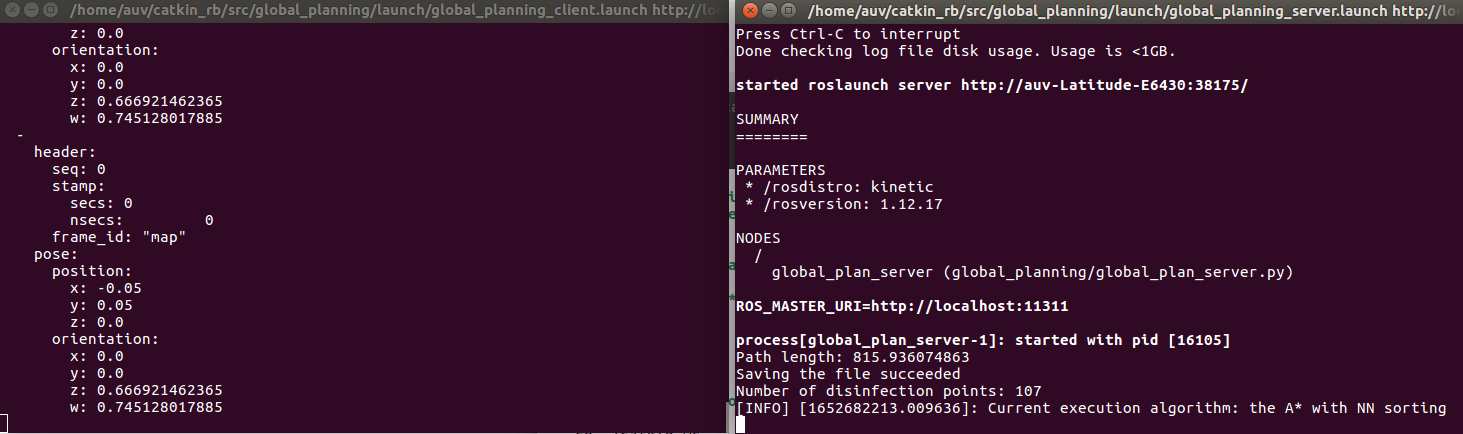 /home/auv/catkin_rb/src/global_planning/launch/global_planning_client.launch http://loc
z: 0.0
orientation:
x: 0.0
y: 0.0
z: 0.666921462365
w: 0.745128017885
-
header:
seq: 0
stamp:
secs: 0
nsecs:         0
frame_id: "map"
pose:
position:
x: -0.05
y: 0.05
z: 0.0
orientation:
x: 0.0
y: 0.0
z: 0.666921462365
w: 0.745128017885
/home/auv/catkin_rb/src/global_planning/launch/global_planning_server.launch http://lo
Press Ctrl-C to interrupt
Done checking log file disk usage. Usage is <1GB.
started roslaunch server http://auv-Latitude-E6430:38175/
SUMMARY
========
PARAMETERS
* /rosdistro: kinetic
* /rosversion: 1.12.17
NODES
/
global_plan_server (global_planning/global_plan_server.py)
ROS_MASTER_URI=http://localhost:11311
process[global_plan_server-1]: started with pid [16105]
Path length: 815.936074863
Saving the file succeeded
Number of disinfection points: 107
[INFO] [1652682213.009636]: Current execution algorithm: the A* with NN sorting